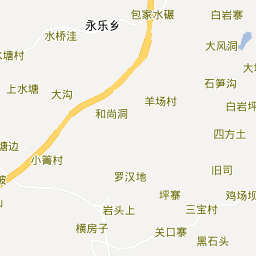 包家水碾
白岩寨
永乐乡
水桥洼
大风洞
水塘村
石笋沟
上水塘
大沟
羊场村
白岩坪
和尚洞
四方土
塘边
小箐村
旧司
罗汉地
坪寨
鸡场坝
岩头上
三宝村
横房子
关口寨
黑石头